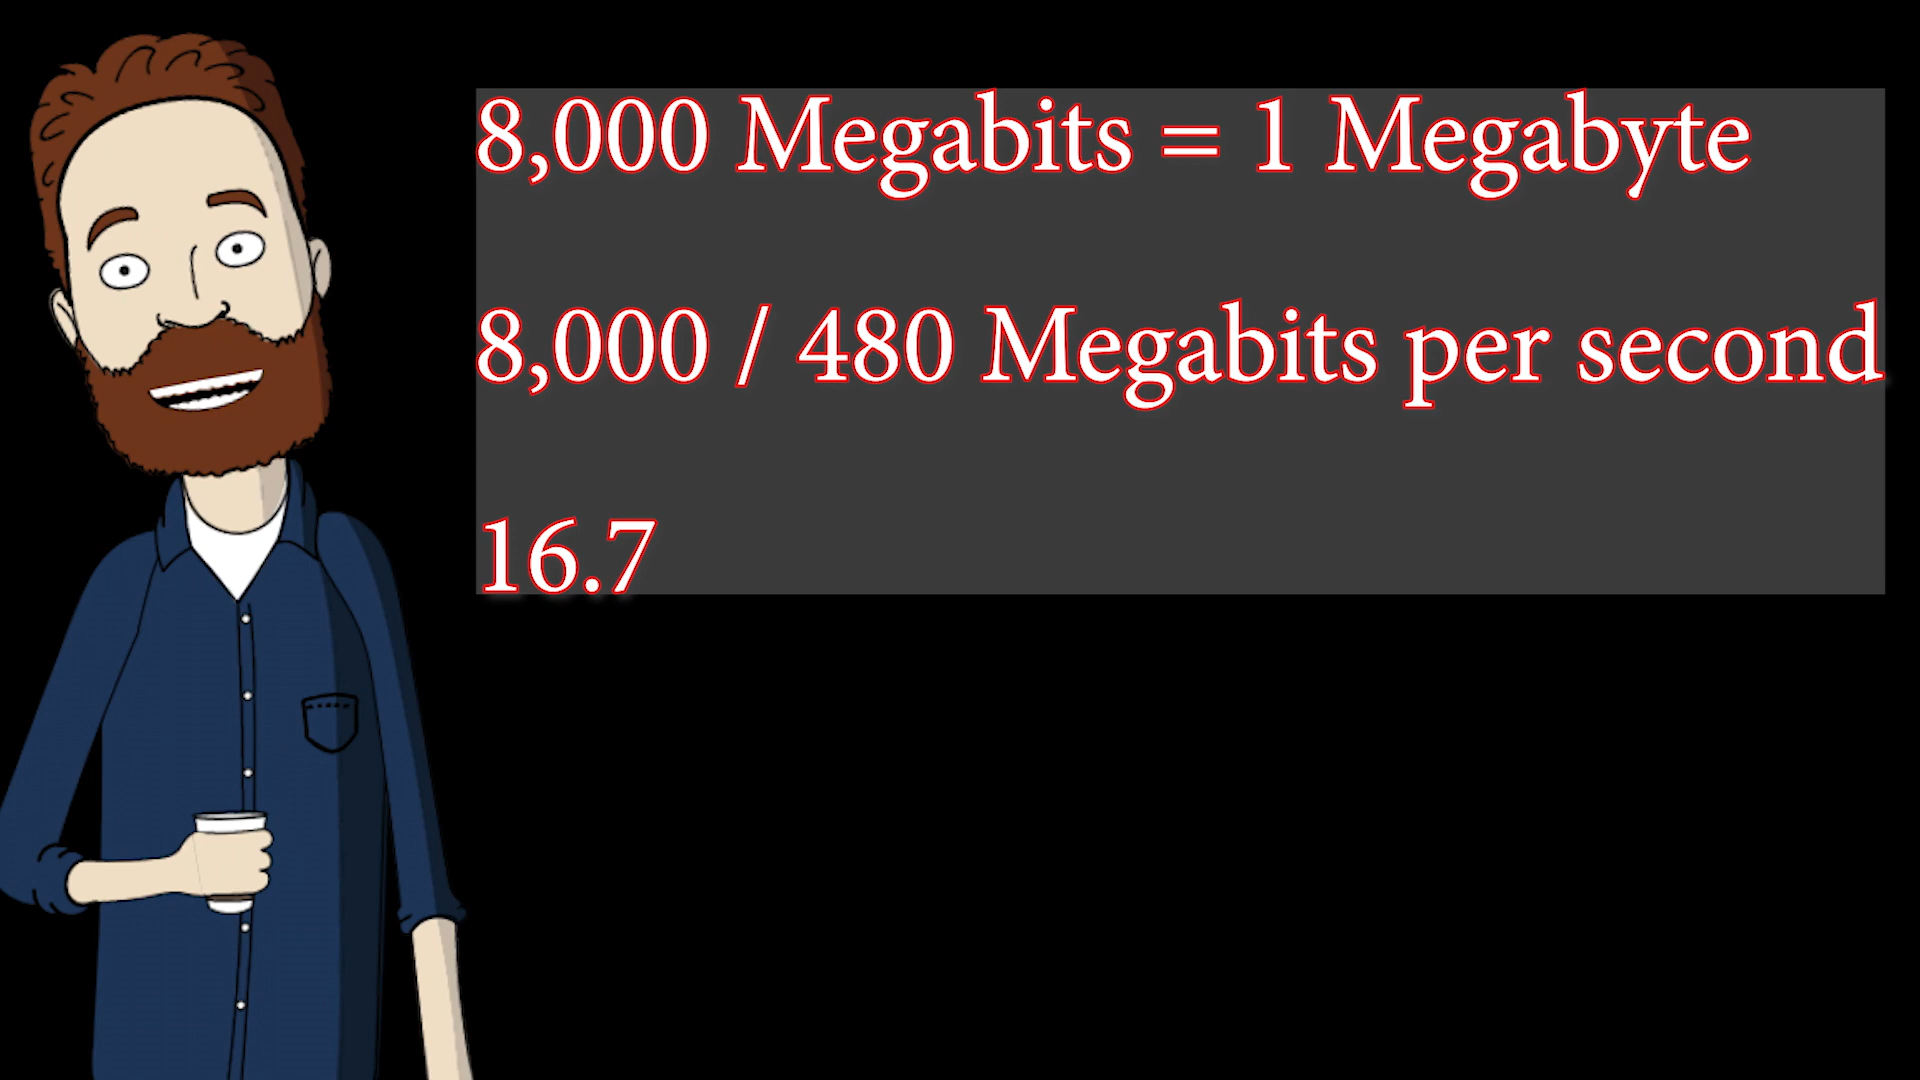 8,000 Megabits = 1 Megabyte
8,000 / 480 Megabits per second
16.7